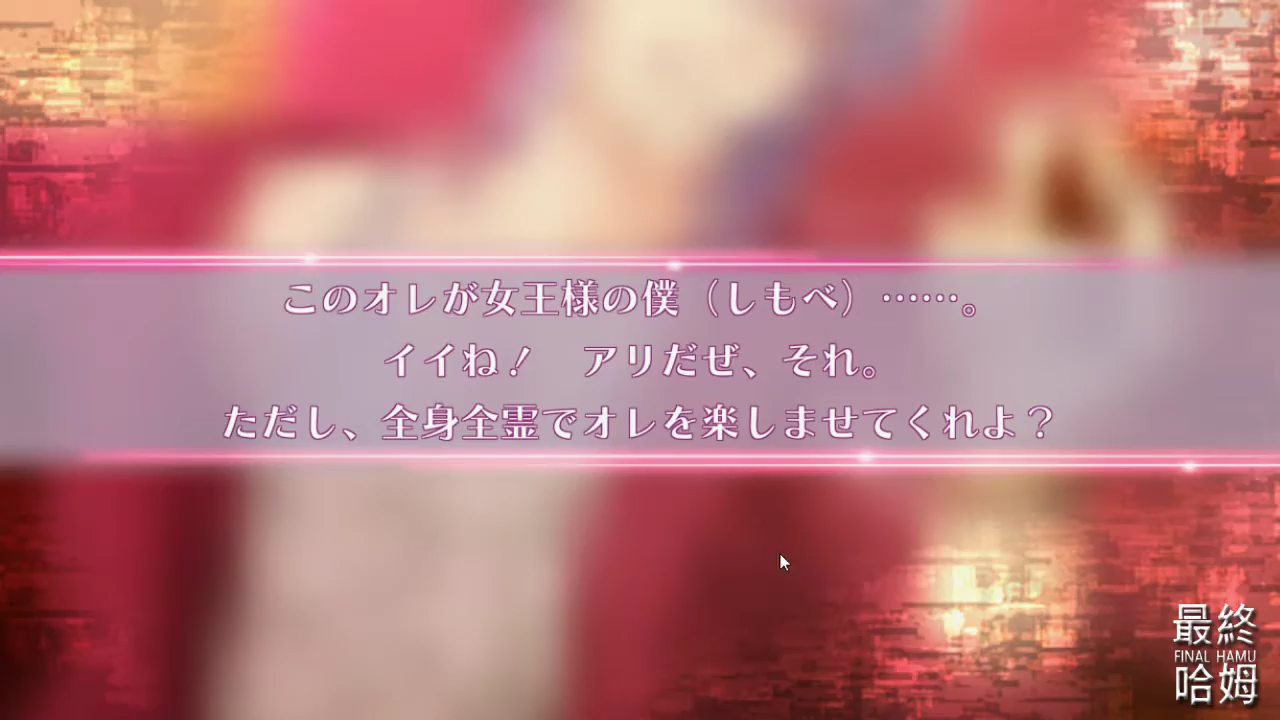 このオレが女王様の僕（しもべ）……。
イイね！　アリだぜ、それ。
ただし、全身全霊でオレを楽しませてくれよ？
最終
FINAL HAMU
哈姆